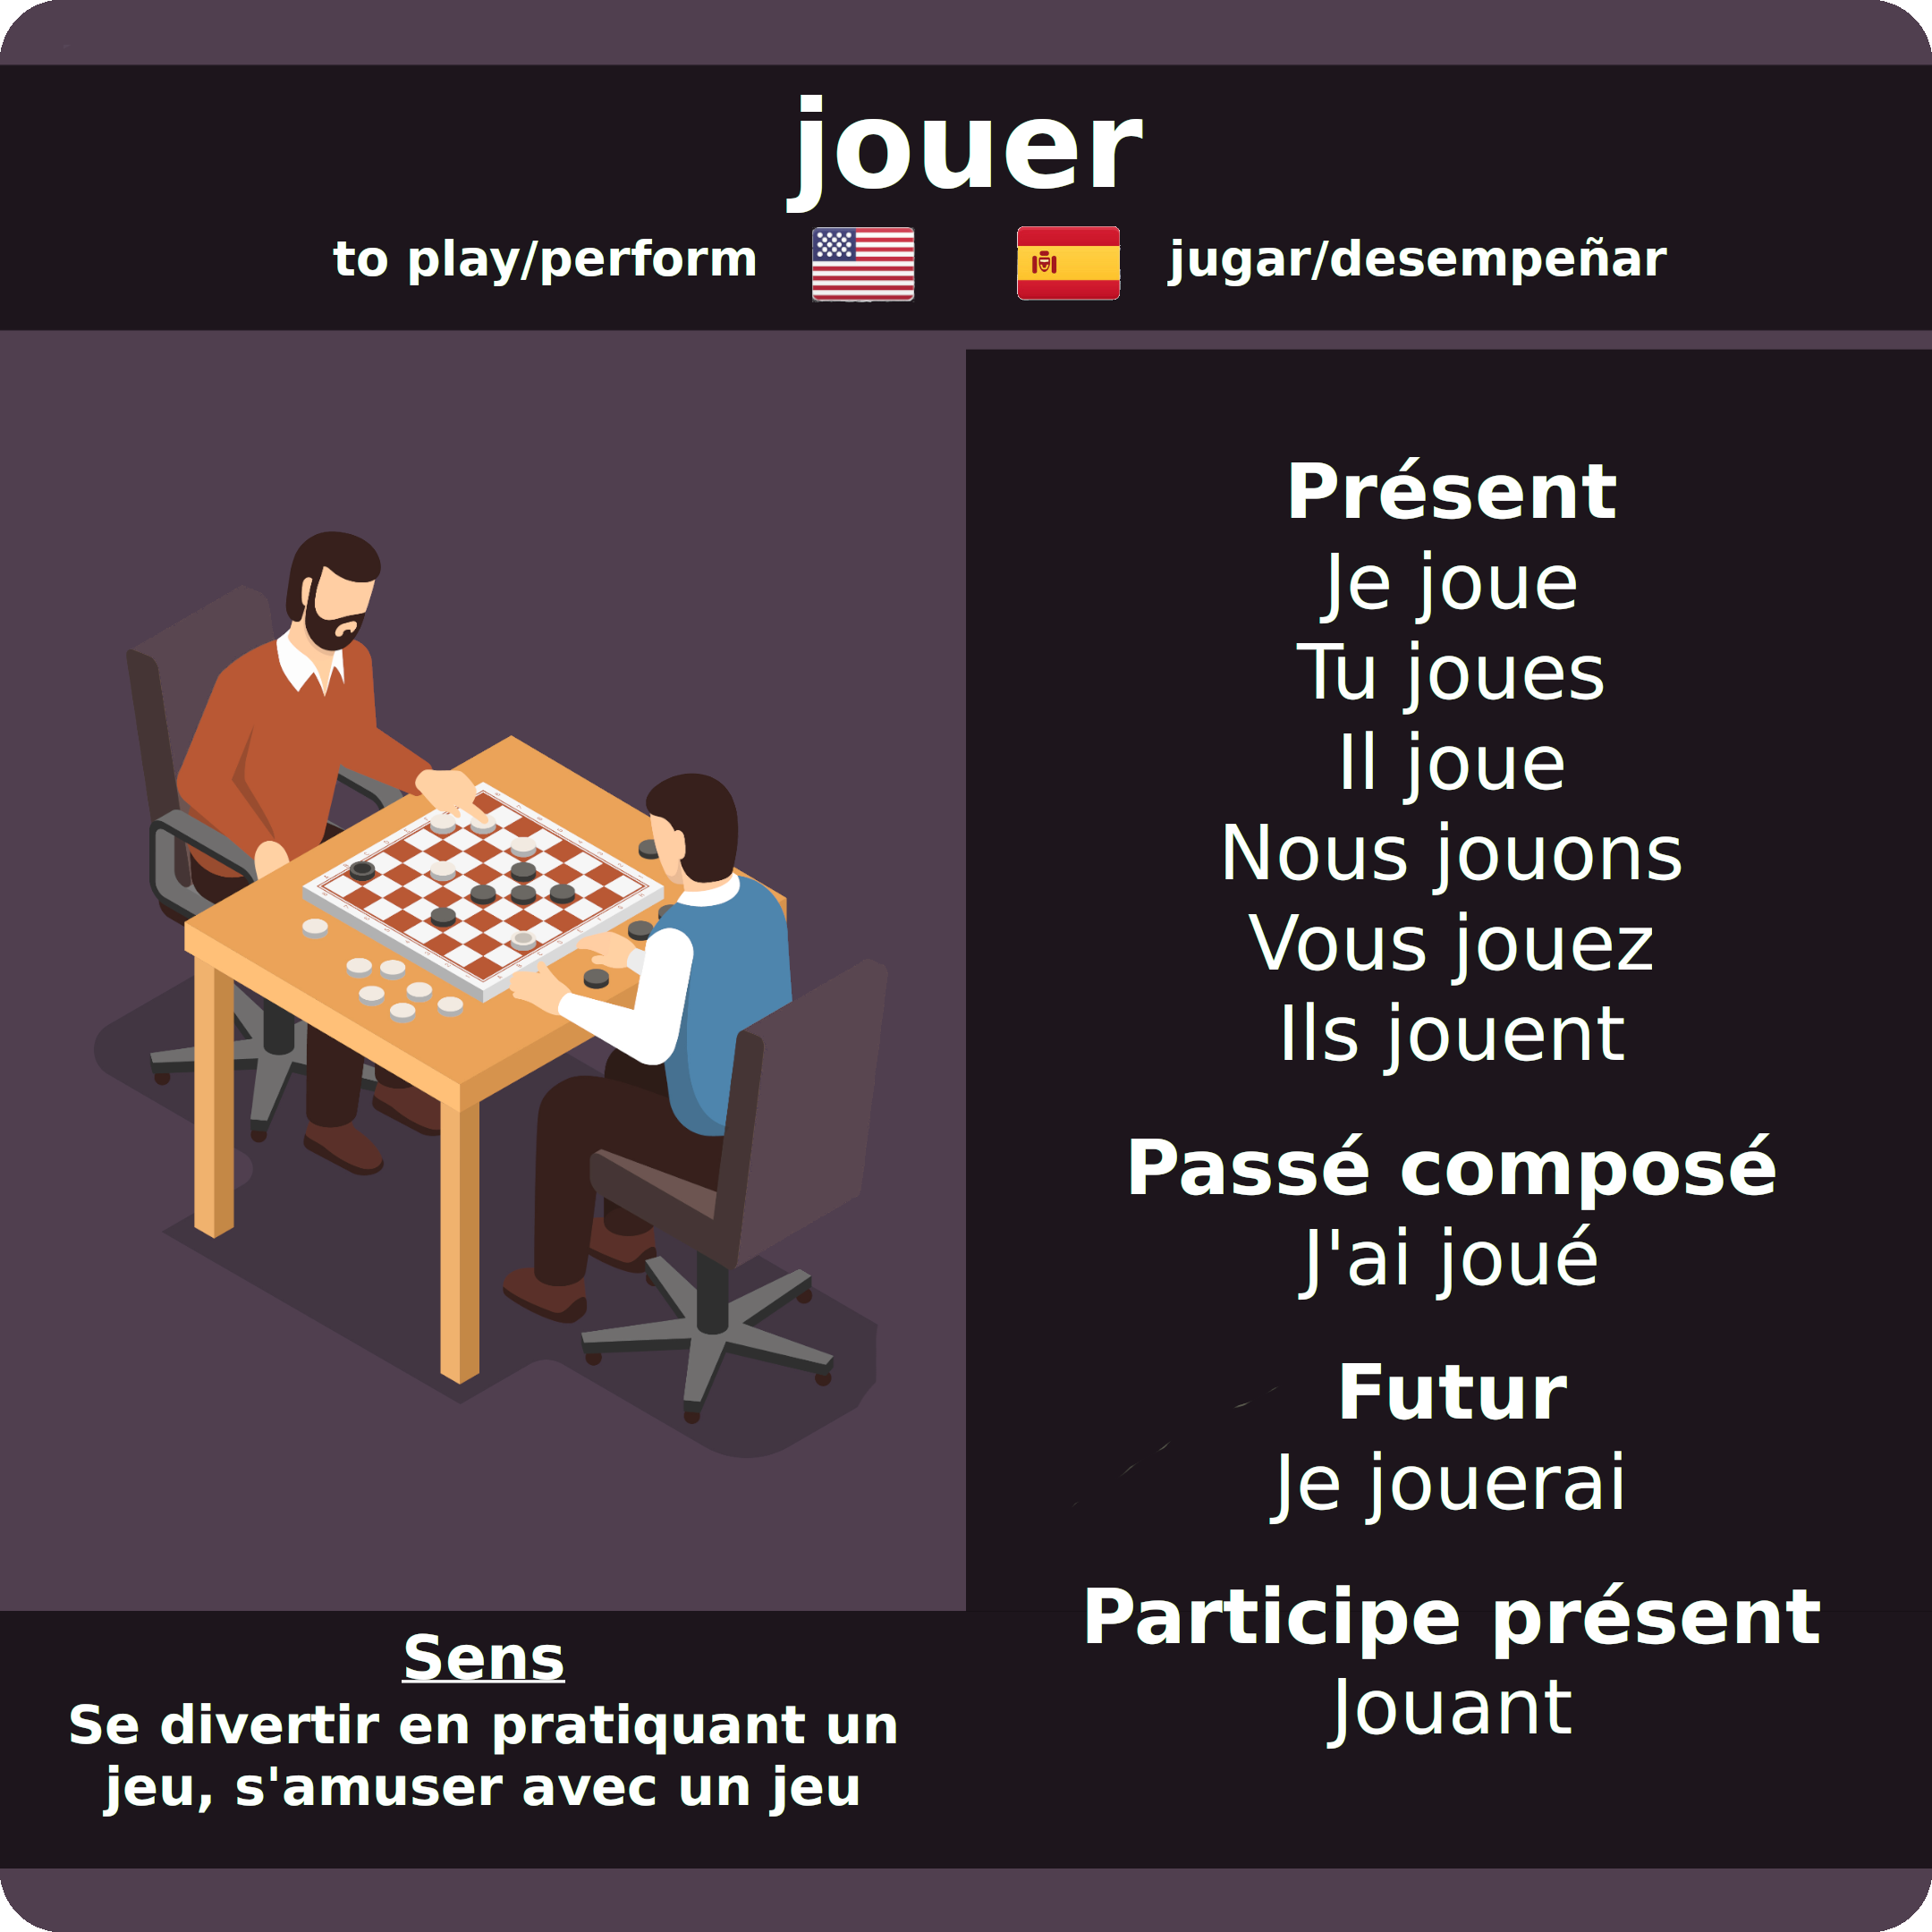 jouer
to play/perform
jugar/desempeñar
Présent
Je joue
Tu joues
Il joue
Nous jouons
Vous jouez
Ils jouent
Passé composé
J'ai joué
Futur
Je jouerai
Participe présent
Jouant
Sens
Se divertir en pratiquant un
jeu, s'amuser avec un jeu